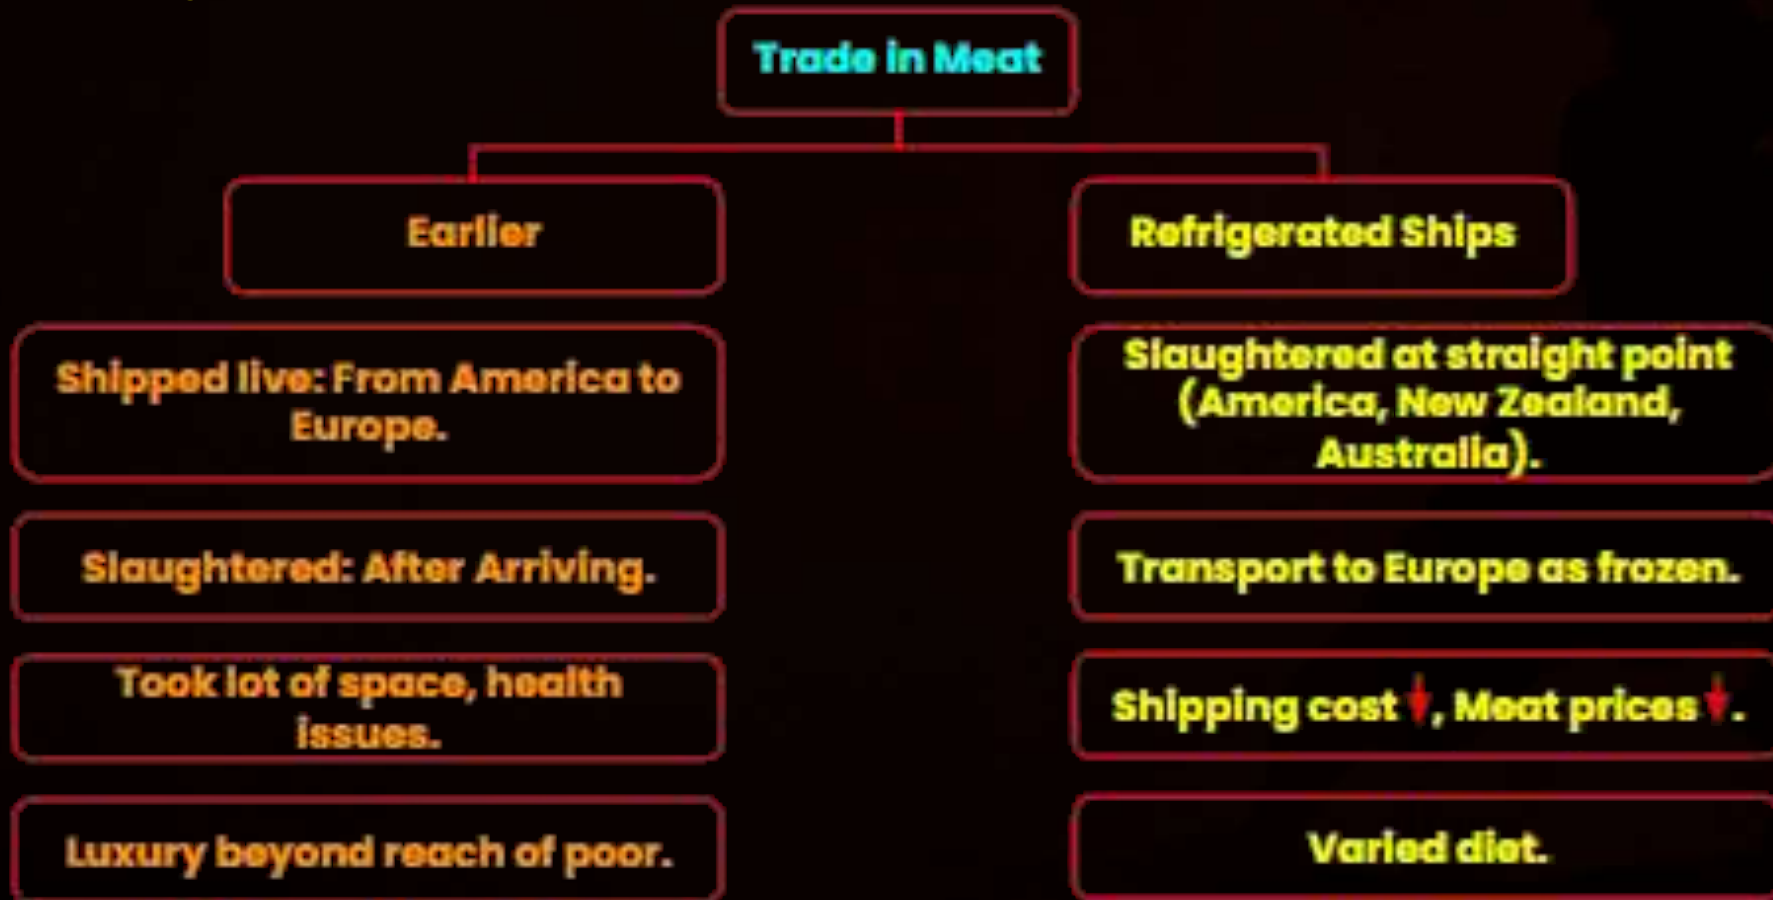 Trade in Meat
Earlier
Shipped live: From America to
Europe.
Slaughtered: After Arriving.
Took lot of space, health
issues.
Luxury beyond reach of poor.
Refrigerated Ships
Slaughtered at straight point
(America, New Zealand,
Australia).
Transport to Europe as frozen.
Shipping cost ⬇, Meat prices ⬇.
Varied diet.